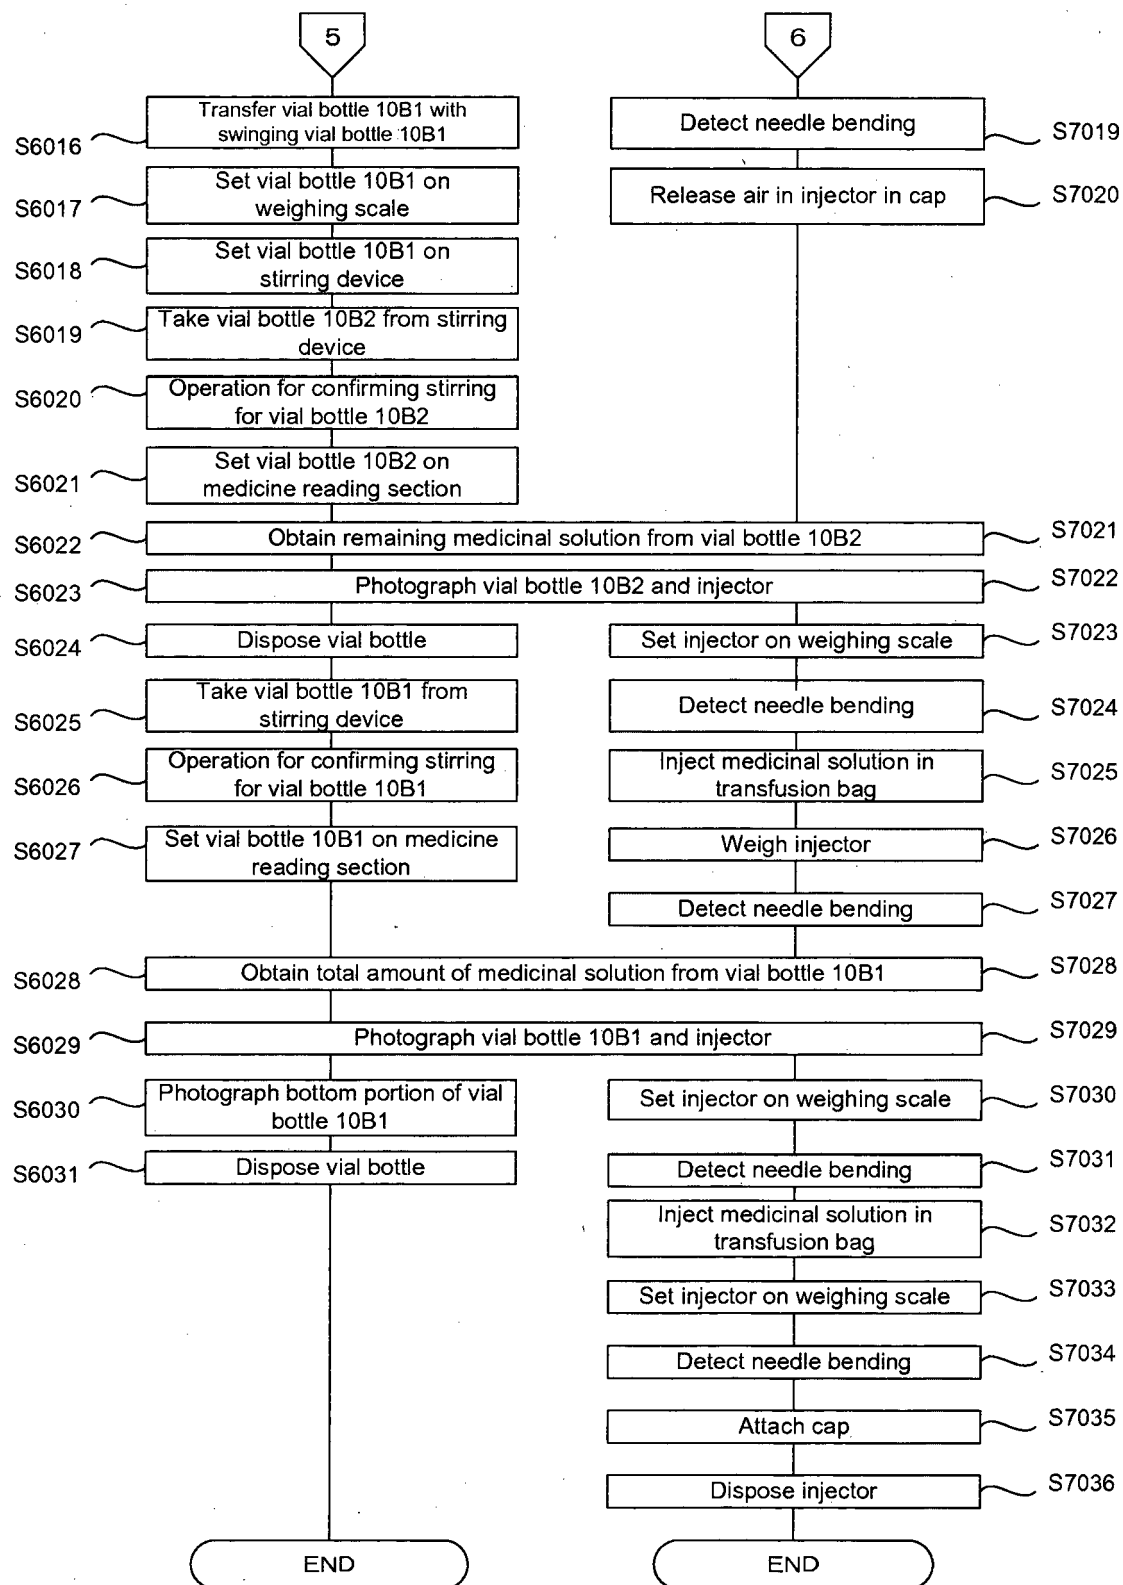 5
6
S6016
Transfer vial bottle 10B1 with
swinging vial bottle 10B1
Detect needle bending
S7019
S6017
Set vial bottle 10B1 on
weighing scale
Release air in injector in cap
S7020
S6018
Set vial bottle 10B1 on
stirring device
S6019
Take vial bottle 10B2 from stirring
device
S6020
Operation for confirming stirring
for vial bottle 10B2
S6021
Set vial bottle 10B2 on
medicine reading section
S6022
Obtain remaining medicinal solution from vial bottle 10B2
S7021
S6023
Photograph vial bottle 10B2 and injector
S7022
S6024
Dispose vial bottle
Set injector on weighing scale
S7023
S6025
Take vial bottle 10B1 from
stirring device
Detect needle bending
S7024
S6026
Operation for confirming stirring
for vial bottle 10B1
Inject medicinal solution in
transfusion bag
S7025
S6027
Set vial bottle 10B1 on medicine
reading section
Weigh injector
S7026
Detect needle bending
S7027
S6028
Obtain total amount of medicinal solution from vial bottle 10B1
S7028
S6029
Photograph vial bottle 10B1 and injector
S7029
S6030
Photograph bottom portion of vial
bottle 10B1
Set injector on weighing scale
S7030
S6031
Dispose vial bottle
Detect needle bending
S7031
Inject medicinal solution in
transfusion bag
S7032
Set injector on weighing scale
S7033
Detect needle bending
S7034
Attach cap
S7035
Dispose injector
S7036
END
END